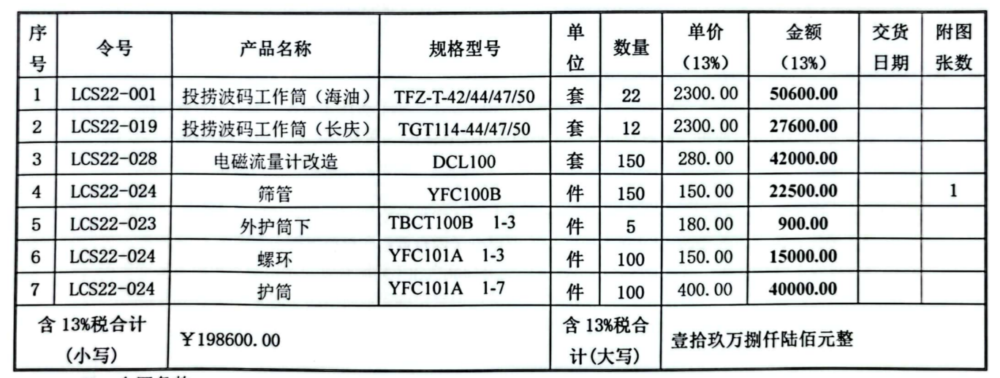 序号 令号 产品名称 规格型号 单位 数量 单价（13%） 金额（13%） 交货日期 附图张数
1 LCS22-001 投捞波码工作筒（海油） TFZ-T-42/44/47/50 套 22 2300.00 50600.00
2 LCS22-019 投捞波码工作筒（长庆） TGT114-44/47/50 套 12 2300.00 27600.00
3 LCS22-028 电磁流量计改造 DCL100 套 150 280.00 42000.00
4 LCS22-024 筛管 YFC100B 件 150 150.00 22500.00 1
5 LCS22-023 外护筒下 TBCT100B 1-3 件 5 180.00 900.00
6 LCS22-024 螺环 YFC101A 1-3 件 100 150.00 15000.00
7 LCS22-024 护筒 YFC101A 1-7 件 100 400.00 40000.00
含 13%税合计(小写) ￥198600.00 含 13%税合计(大写) 壹拾玖万捌仟陆佰元整